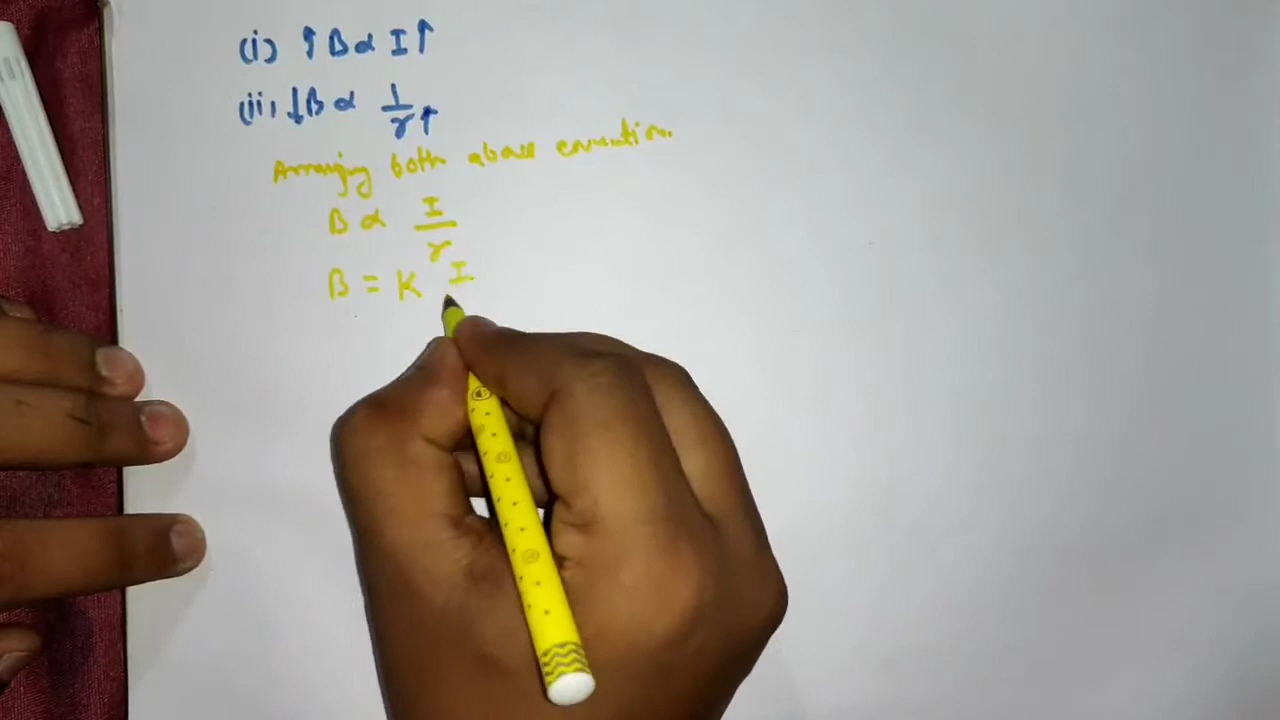 (i) ↑B ∝ I↑
(ii) ↓B ∝ 1/r↑
Arranging both above equation.
B ∝ I/r
B = K I